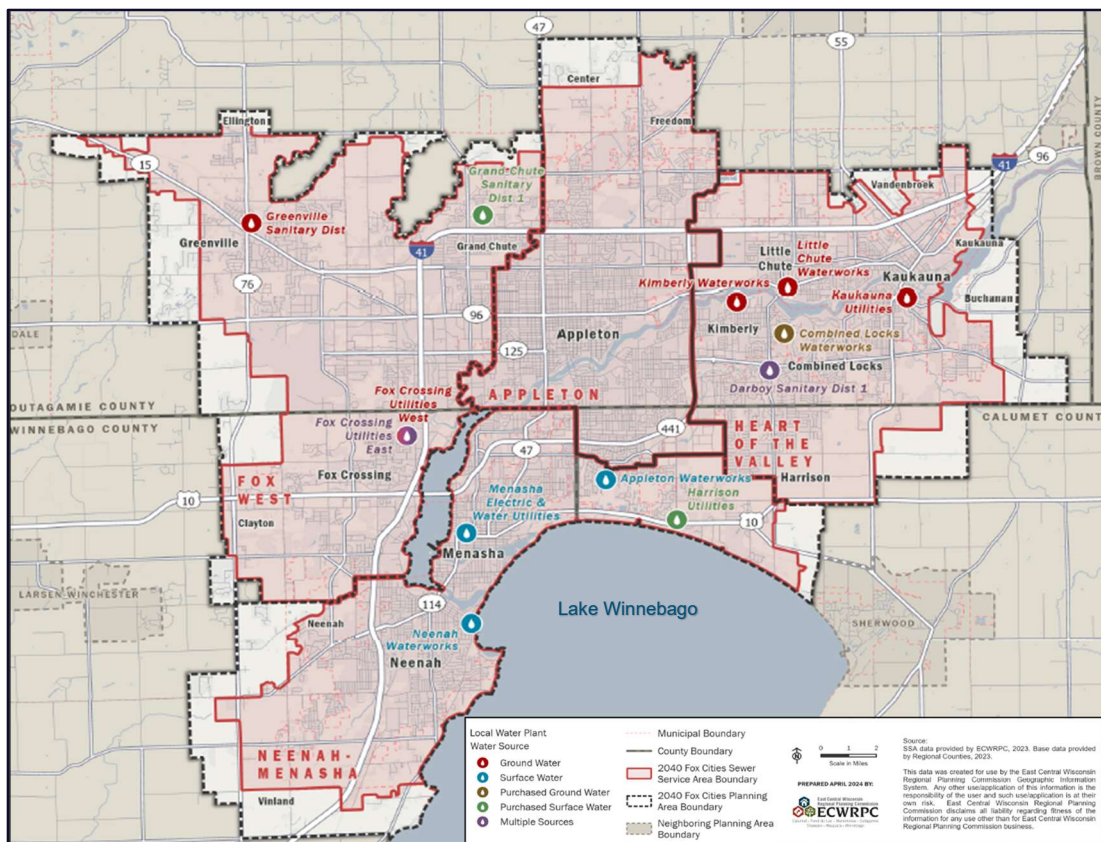 47
55
Center
Ellington
Freedom
41
96
15
Grand Chute
Sanitary
Dist 1
Vandenbroek
BROWN COUNTY
Greenville
Sanitary Dist
Greenville
Grand Chute
41
Little
Chute
Little
Chute
Waterworks
Kaukauna
Kaukauna
76
Kimberly Waterworks
Kaukauna
Utilities
Buchanan
96
DALE
Appleton
Kimberly
Combined Locks
Waterworks
125
Combined Locks
Darboy Sanitary Dist 1
Fox Crossing
Utilities
West
APPLETON
OUTAGAMIE COUNTY
WINNEBAGO COUNTY
CALUMET COUNT
Fox Crossing
Utilities
East
441
HEART
OF THE
VALLEY
47
Fox Crossing
FOX
WEST
Menasha
Electric &
Water Utilities
Appleton Waterworks
Harrison
Harrison
Utilities
10
Clayton
10
Menasha
LARSEN-WINCHESTER
114
Lake Winnebago
Neenah
Neenah
Waterworks
SHERWOOD
Neenah
NEENAH-
MENASHA
Vinland
Local Water Plant
Water Source
Ground Water
Surface Water
Purchased Ground Water
Purchased Surface Water
Multiple Sources
Municipal Boundary
County Boundary
2040 Fox Cities Sewer
Service Area Boundary
2040 Fox Cities Planning
Area Boundary
Neighboring Planning Area
Boundary
N
0 1 2
Scale in Miles
PREPARED APRIL 2024 BY:
East Central Wisconsin
Regional Planning Commission
ECWRPC
Source:
SSA data provided by ECWRPC, 2023. Base data provided
by Regional Counties, 2023.
This data was created for use by the East Central Wisconsin
Regional Planning Commission Geographic Information
System. Any other use/application of this information is the
responsibility of the user and such use/application is at their
own risk. East Central Wisconsin Regional Planning
Commission disclaims all liability regarding fitness of the
information for any use other than for East Central Wisconsin
Regional Planning Commission business.